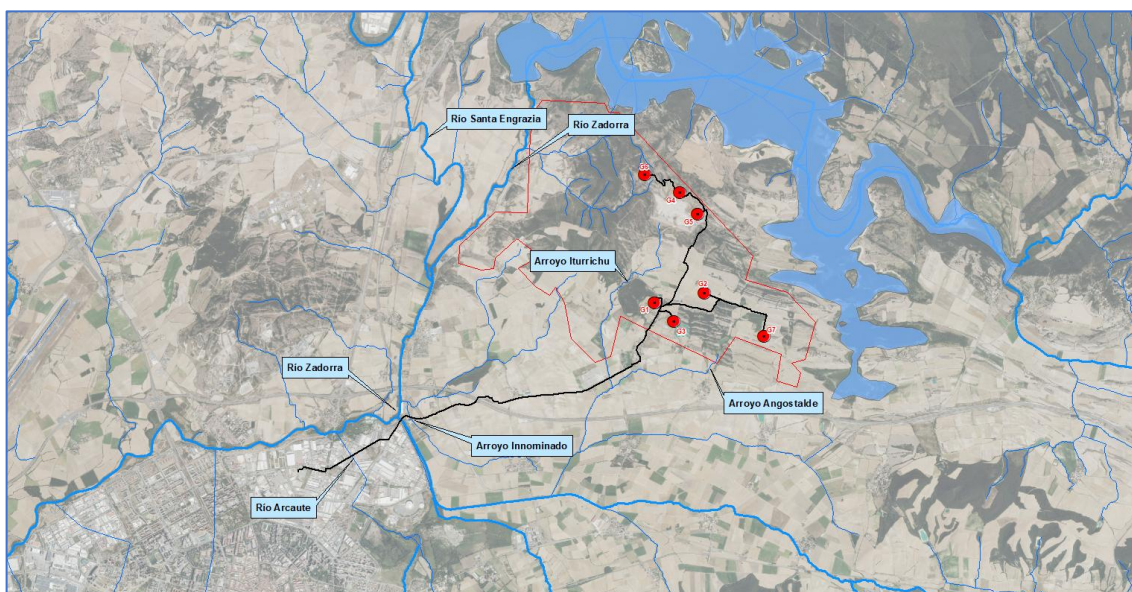 Río Santa Engrazia
Río Zadorra
G6
G4
G5
Arroyo Iturrichu
G2
G1
G3
G7
Río Zadorra
Arroyo Angostalde
Arroyo Innominado
Río Arcaute